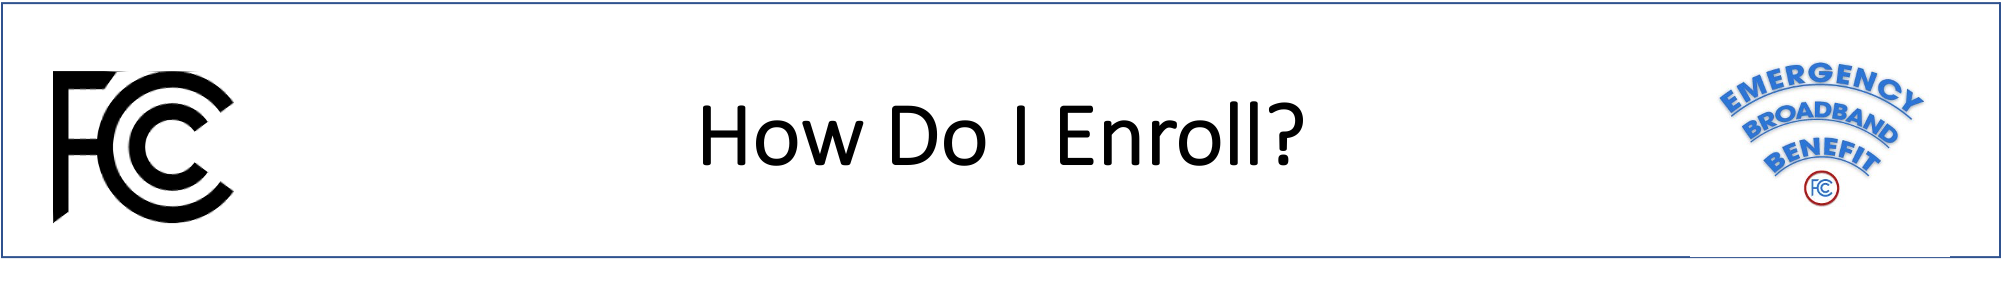 FCC
How Do I Enroll?
EMERGENCY
BROADBAND
BENEFIT
FCC